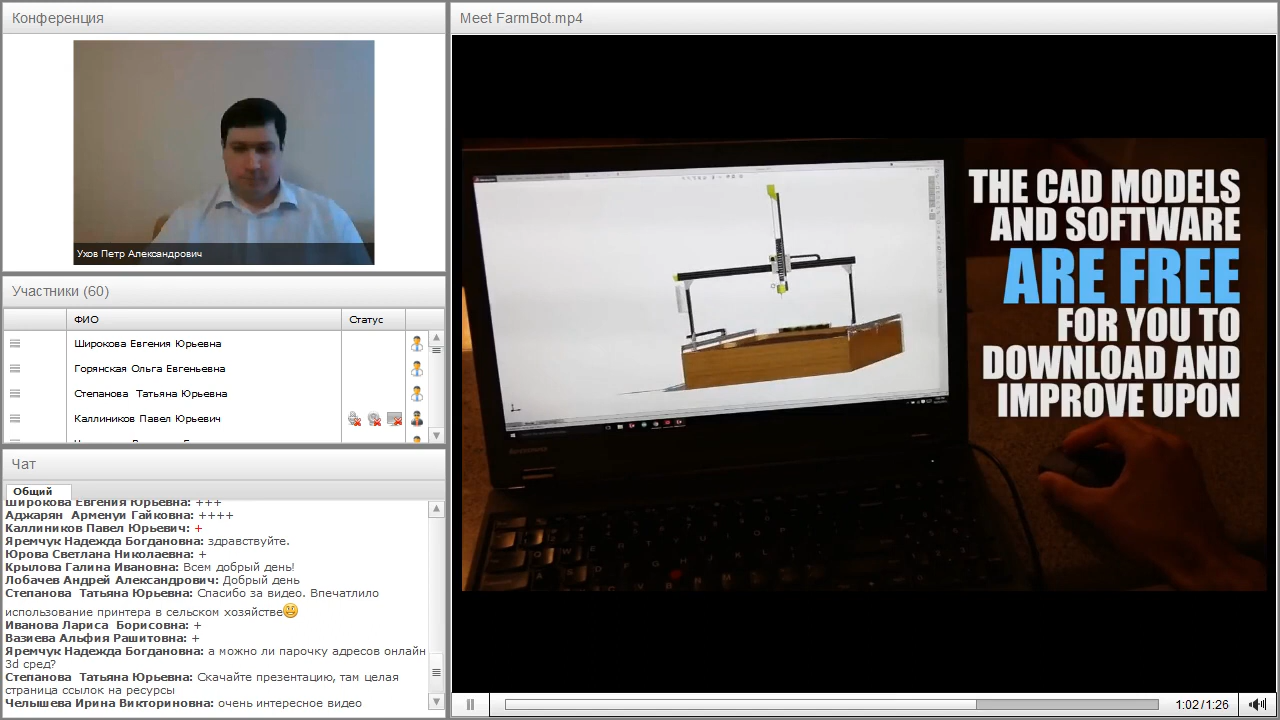 Конференция
Ухов Петр Александрович
Участники (60)
ФИО
Статус
Широкова Евгения Юрьевна
Горянская Ольга Евгеньевна
Степанова Татьяна Юрьевна
Каллиников Павел Юрьевич
Чат
Общий
Широкова Евгения Юрьевна: +++
Аджарян Арменуи Гайковна: ++++
Каллиников Павел Юрьевич: +
Яремчук Надежда Богдановна: здравствуйте.
Юрова Светлана Николаевна: +
Крылова Галина Ивановна: Всем добрый день!
Лобачев Андрей Александрович: Добрый день
Степанова Татьяна Юрьевна: Спасибо за видео. Впечатлило
использование принтера в сельском хозяйстве
Иванова Лариса Борисовна: +
Вазиева Альфия Рашитовна: +
Яремчук Надежда Богдановна: а можно ли парочку адресов онлайн
3d сред?
Степанова Татьяна Юрьевна: Скачайте презентацию, там целая
страница ссылок на ресурсы
Челышева Ирина Викториновна: очень интересное видео
Meet FarmBot.mp4
THE CAD MODELS
AND SOFTWARE
ARE FREE
FOR YOU TO
DOWNLOAD AND
IMPROVE UPON
1:02/1:26